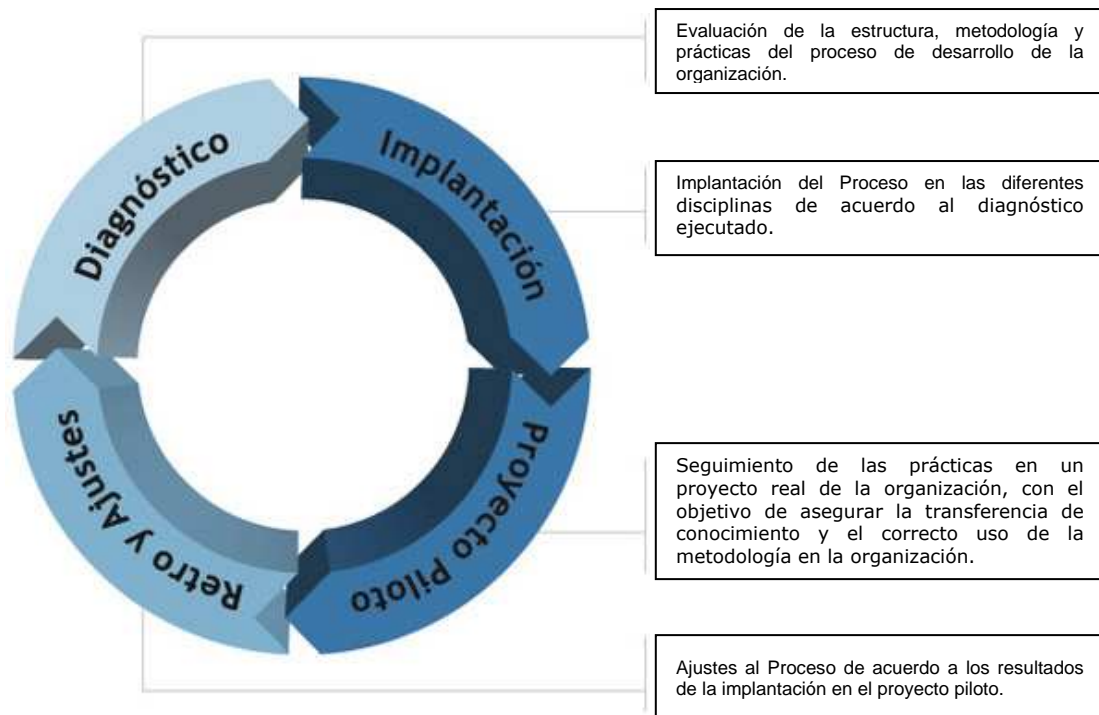 Evaluación de la estructura, metodología y
prácticas del proceso de desarrollo de la
organización.
Diagnóstico
Implantación
Implantación del Proceso en las diferentes
disciplinas de acuerdo al diagnóstico
ejecutado.
Proyecto Piloto
Seguimiento de las prácticas en un
proyecto real de la organización, con el
objetivo de asegurar la transferencia de
conocimiento y el correcto uso de la
metodología en la organización.
Retro y Ajustes
Ajustes al Proceso de acuerdo a los resultados
de la implantación en el proyecto piloto.